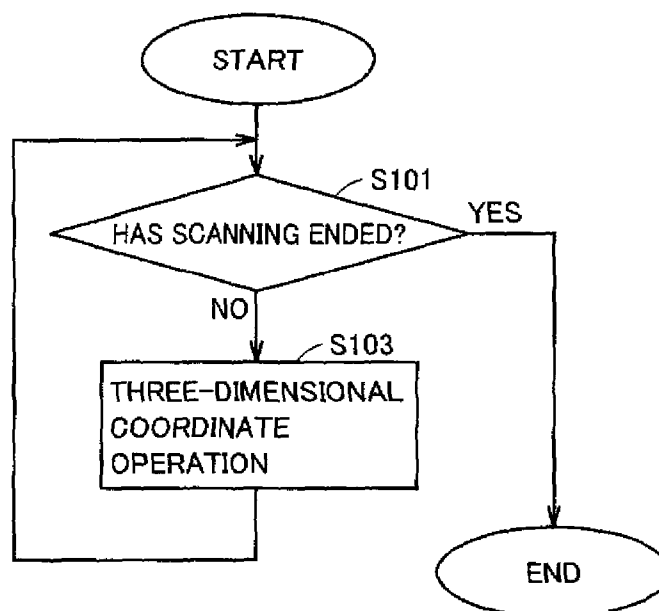 START
S101
HAS SCANNING ENDED?
YES
NO
S103
THREE-DIMENSIONAL
COORDINATE
OPERATION
END